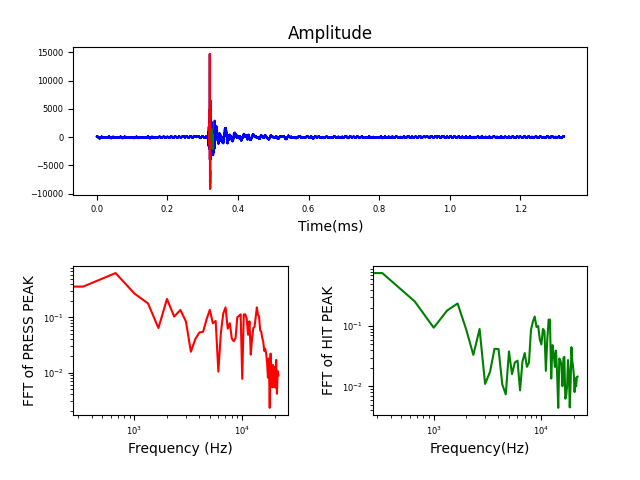 Amplitude
15000
10000
5000
0
−5000
−10000
0.0 0.2 0.4 0.6 0.8 1.0 1.2
Time(ms)
FFT of PRESS PEAK
10⁻¹
10⁻²
10³ 10⁴
Frequency (Hz)
FFT of HIT PEAK
10⁻¹
10⁻²
10³ 10⁴
Frequency(Hz)